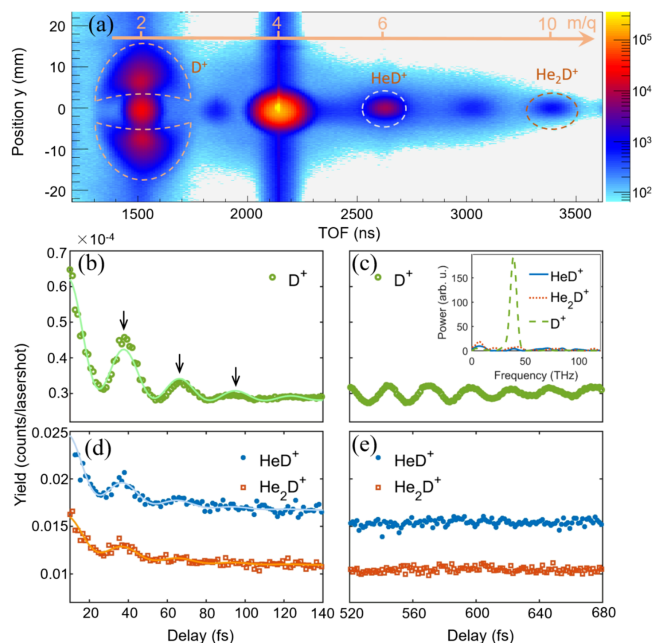 (a)
2
4
6
10
m/q
D⁺
HeD⁺
He₂D⁺
Position y (mm)
20
10
0
-10
-20
1500
2000
2500
3000
3500
TOF (ns)
10⁵
10⁴
10³
10²
×10⁻⁴
(b)
D⁺
0.7
0.6
0.5
0.4
0.3
(c)
D⁺
Power (arb. u.)
150
100
50
0
HeD⁺
He₂D⁺
D⁺
0
50
100
Frequency (THz)
Yield (counts/lasershot)
0.025
0.02
0.015
0.01
(d)
HeD⁺
He₂D⁺
20
40
60
80
100
120
140
Delay (fs)
(e)
HeD⁺
He₂D⁺
520
560
600
640
680
Delay (fs)